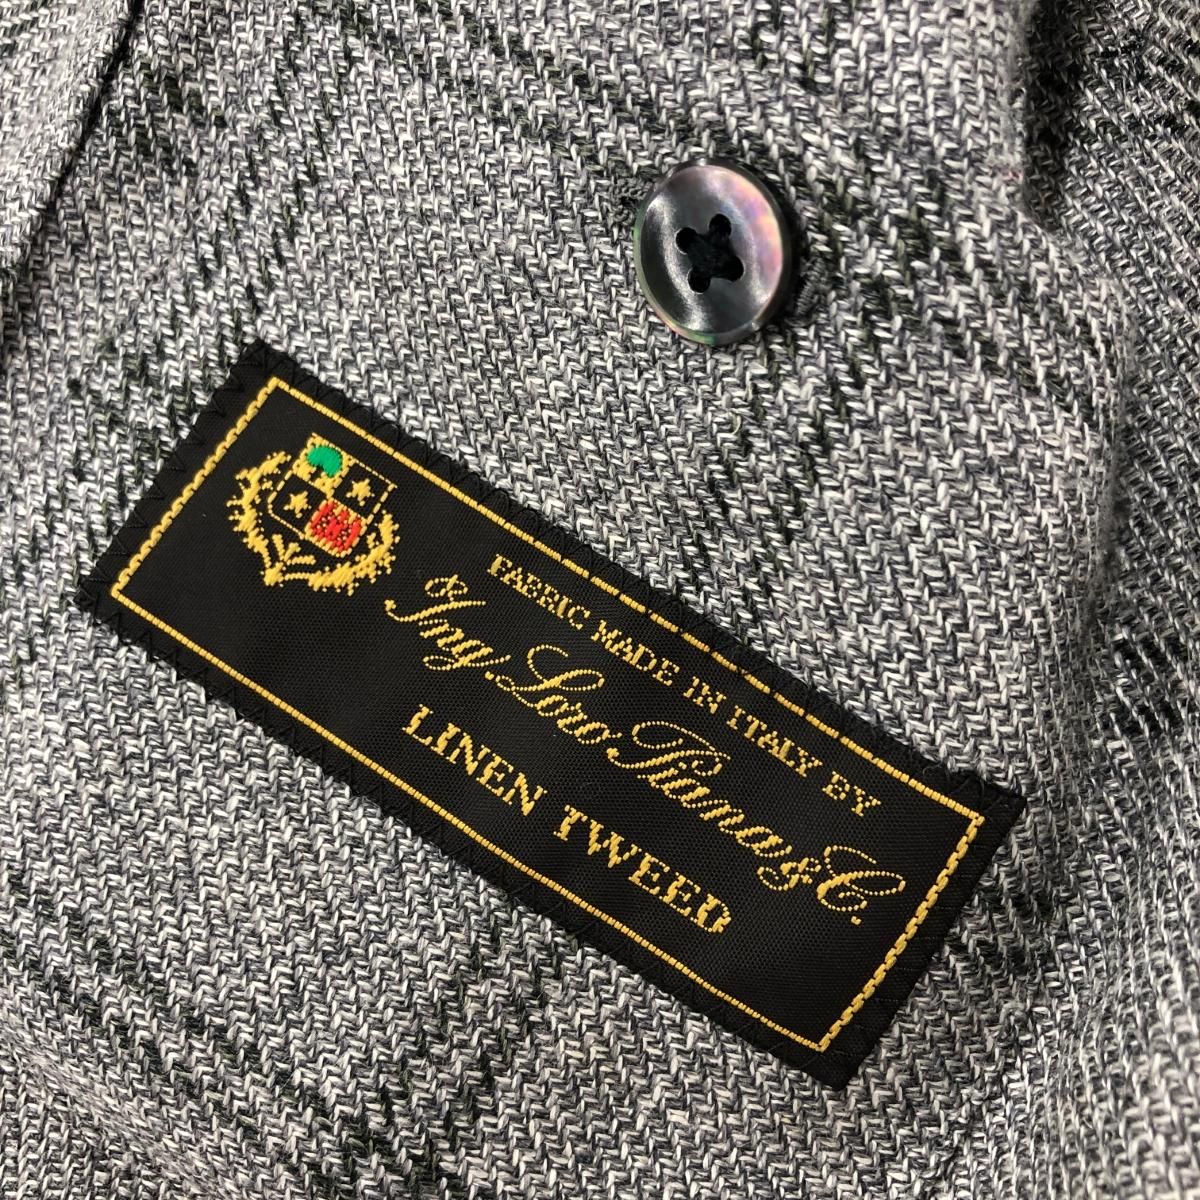 FABRIC MADE IN ITALY BY
& Ing. Loro Piana & C.
LINEN TWEED